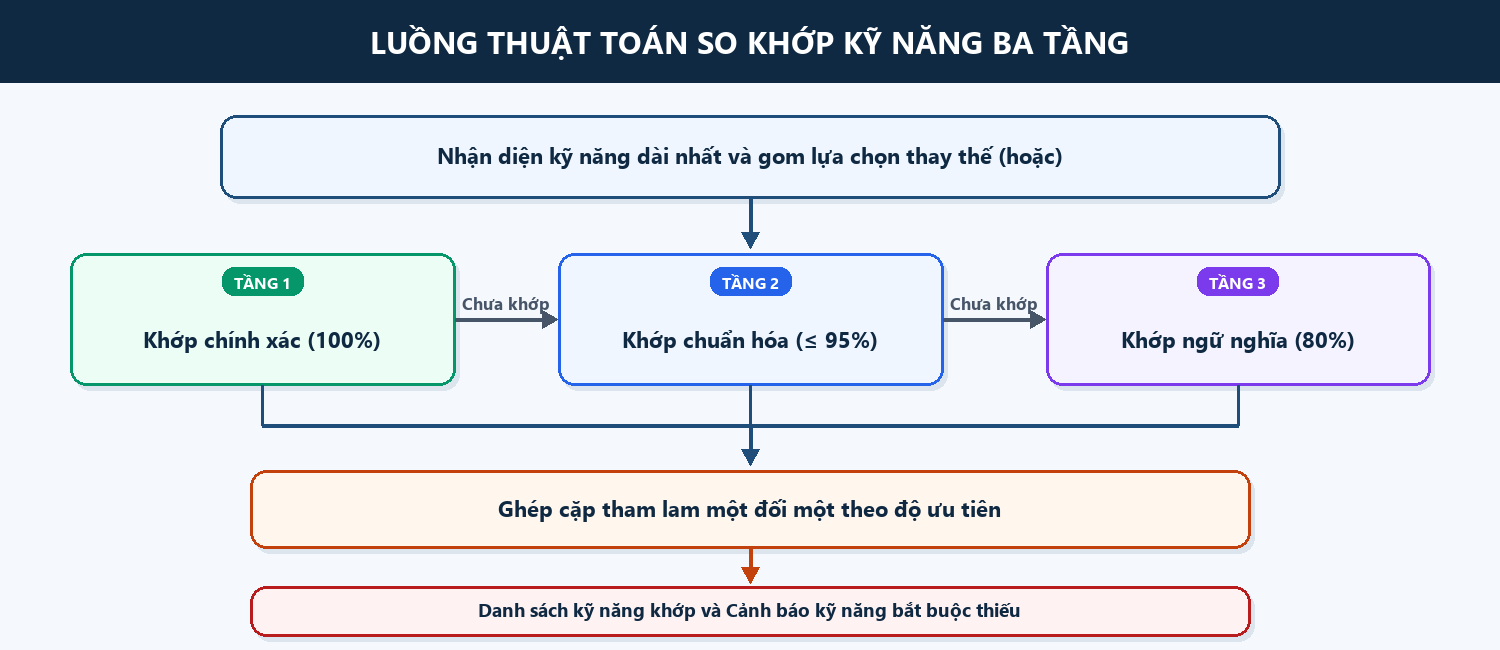 LUỒNG THUẬT TOÁN SO KHỚP KỸ NĂNG BA TẦNG
Nhận diện kỹ năng dài nhất và gom lựa chọn thay thế (hoặc)
TẦNG 1
Khớp chính xác (100%)
Chưa khớp
TẦNG 2
Khớp chuẩn hóa (≤ 95%)
Chưa khớp
TẦNG 3
Khớp ngữ nghĩa (80%)
Ghép cặp tham lam một đối một theo độ ưu tiên
Danh sách kỹ năng khớp và Cảnh báo kỹ năng bắt buộc thiếu